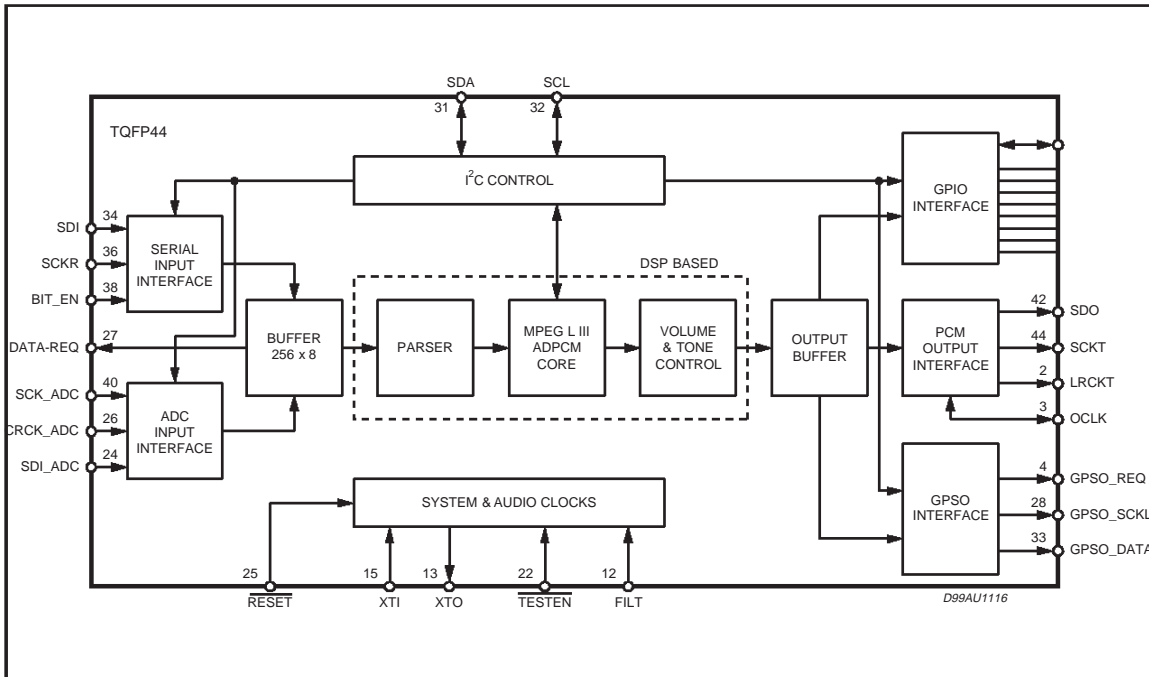 SDA
SCL
31
32
TQFP44
I2C CONTROL
GPIO
INTERFACE
SDI
34
SCKR
36
BIT_EN
38
SERIAL
INPUT
INTERFACE
DSP BASED
DATA-REQ
27
BUFFER
256 x 8
PARSER
MPEG L III
ADPCM
CORE
VOLUME
& TONE
CONTROL
OUTPUT
BUFFER
PCM
OUTPUT
INTERFACE
42
SDO
44
SCKT
2
LRCKT
3
OCLK
SCK_ADC
40
CRCK_ADC
26
SDI_ADC
24
ADC
INPUT
INTERFACE
SYSTEM & AUDIO CLOCKS
GPSO
INTERFACE
4
GPSO_REQ
28
GPSO_SCKL
33
GPSO_DATA
25
15
13
22
12
RESET
XTI
XTO
TESTEN
FILT
D99AU1116